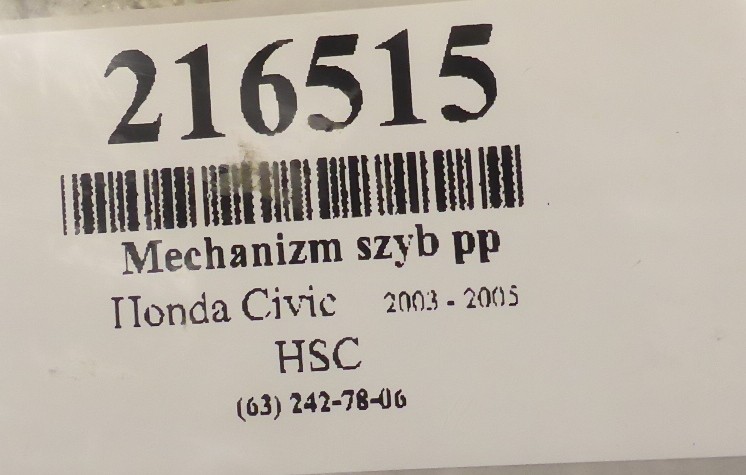 216515
Mechanizm szyb pp
Honda Civic 2003 - 2005
HSC
(63) 242-78-06